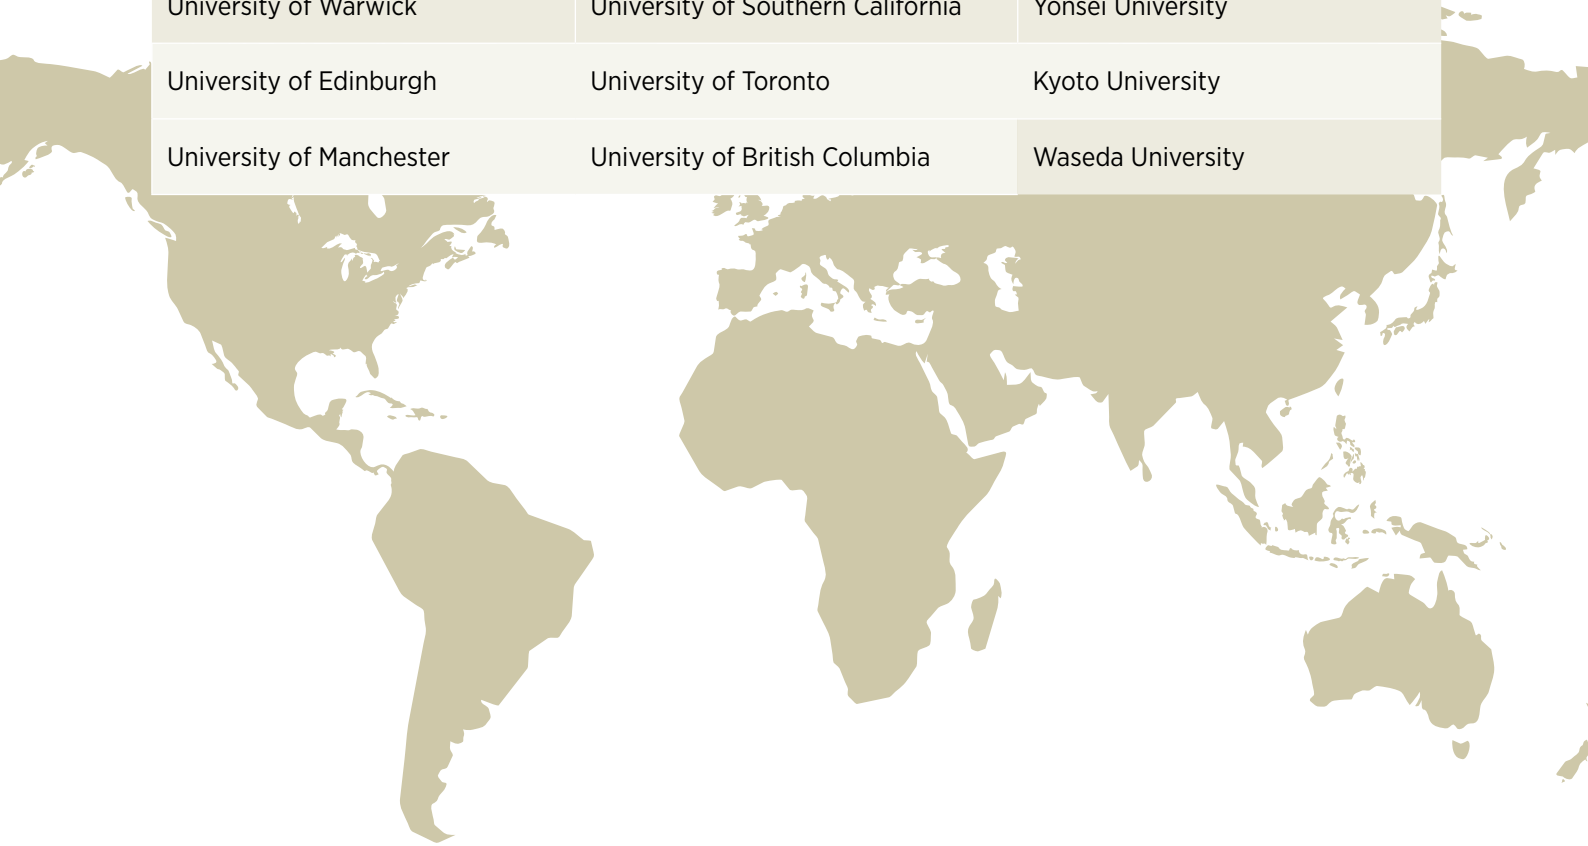 University of Warwick University of Southern California Yonsei University
University of Edinburgh University of Toronto Kyoto University
University of Manchester University of British Columbia Waseda University